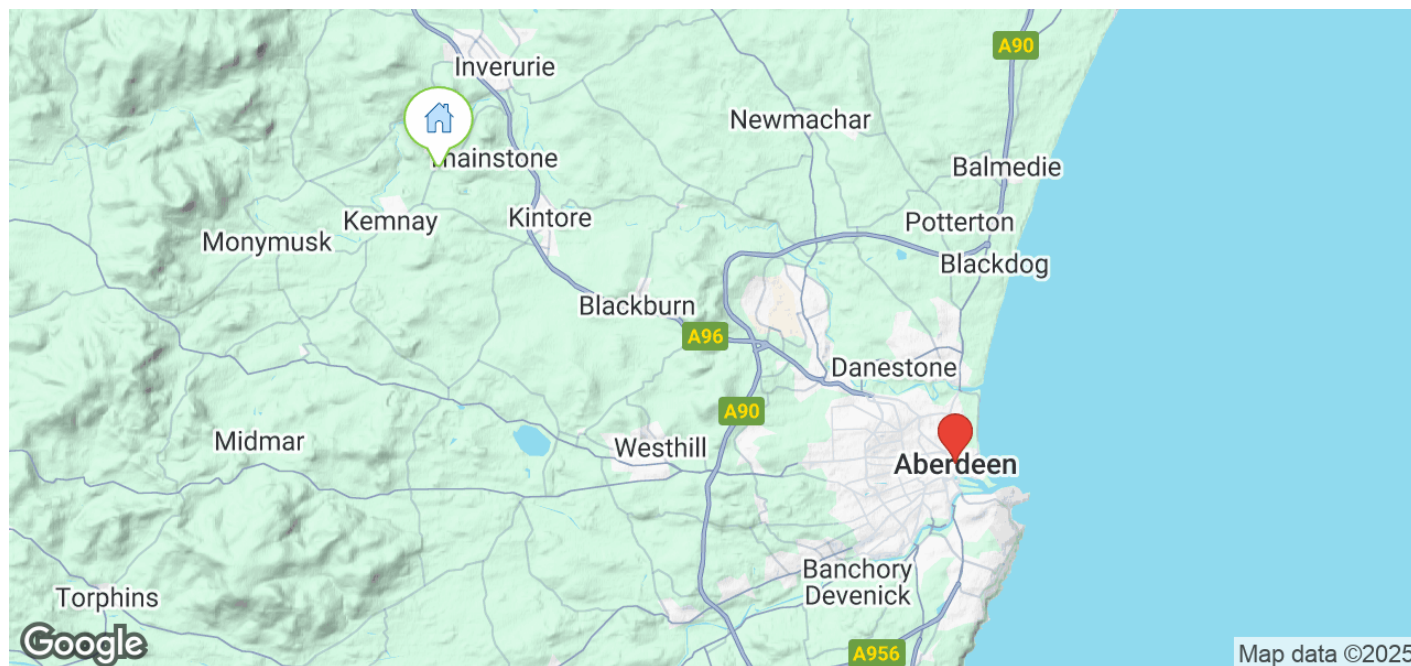 A90
Inverurie
Newmachar
Thainstone
Balmedie
Kemnay
Kintore
Potterton
Monymusk
Blackdog
Blackburn
A96
Danestone
A90
Midmar
Westhill
Aberdeen
Banchory
Devenick
Torphins
Google
A956
Map data ©2025